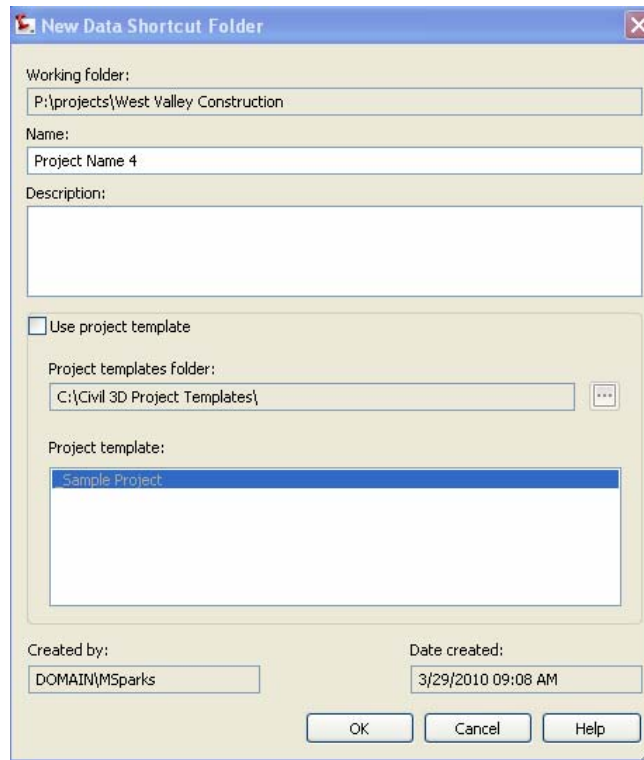 New Data Shortcut Folder
Working folder:
P:\projects\West Valley Construction
Name:
Project Name 4
Description:
Use project template
Project templates folder:
C:\Civil 3D Project Templates\
...
Project template:
_Sample Project
Created by:
Date created:
DOMAIN\MSparks
3/29/2010 09:08 AM
OK
Cancel
Help